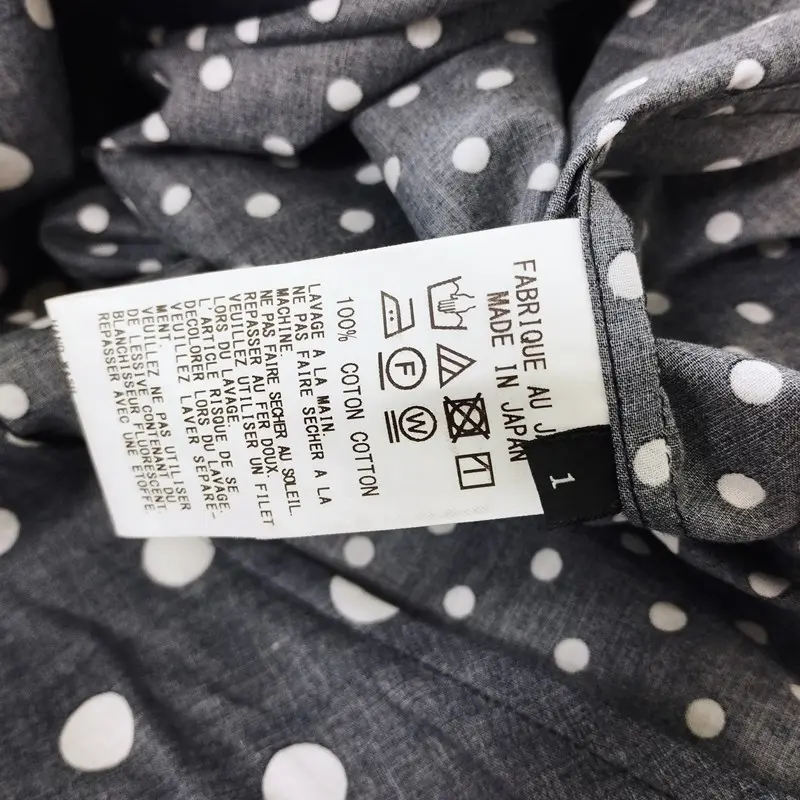 FABRIQUE AU J
MADE IN JAPAN
F
W
100% COTON COTTON
LAVAGE A LA MAIN.
NE PAS FAIRE SECHER A LA
MACHINE.
NE PAS FAIRE SECHER AU SOLEIL.
REPASSER AU FER DOUX.
VEUILLEZ UTILISER UN FILET
LORS DU LAVAGE.
L'ARTICLE RISQUE DE SE
DECOLORER LORS DU LAVAGE.
VEUILLEZ LAVER SEPARE-
MENT.
VEUILLEZ NE PAS UTILISER
DE LESSIVE CONTENANT DU
BLANCHISSEUR FLUORESCENT.
REPASSER AVEC UNE ETOFFE.
1